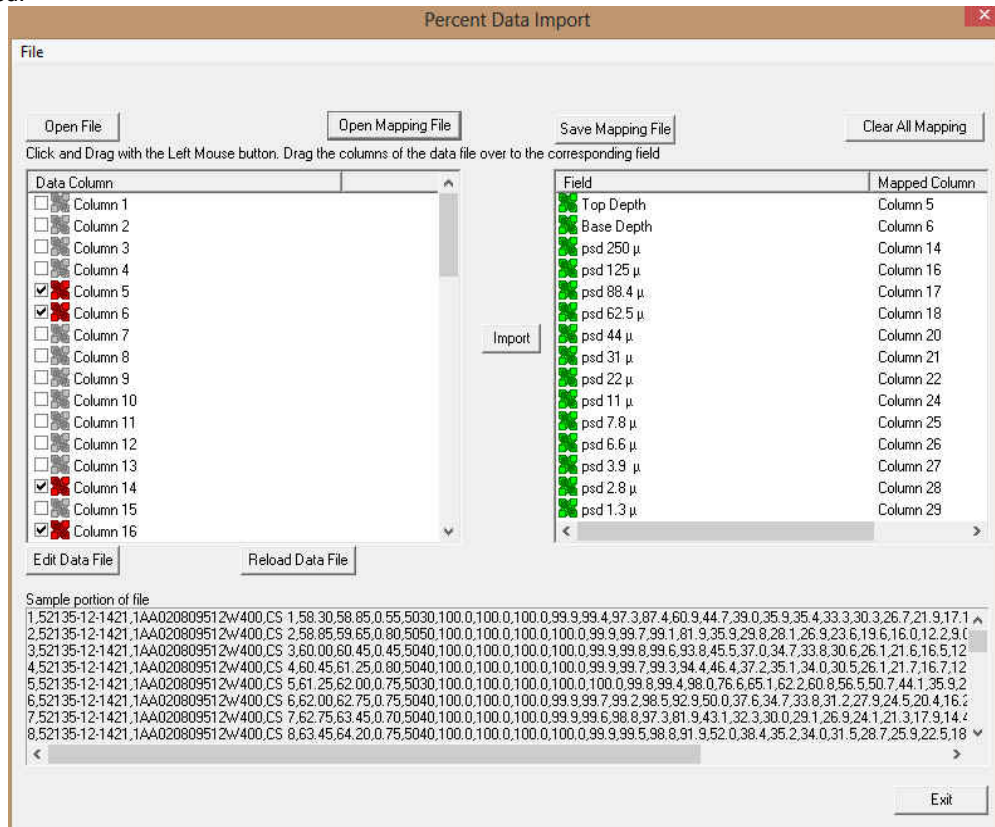 Percent Data Import
File
Open File
Open Mapping File
Save Mapping File
Clear All Mapping
Click and Drag with the Left Mouse button. Drag the columns of the data file over to the corresponding field
Data Column
Column 1
Column 2
Column 3
Column 4
Column 5
Column 6
Column 7
Column 8
Column 9
Column 10
Column 11
Column 12
Column 13
Column 14
Column 15
Column 16
Import
Field Mapped Column
Top Depth Column 5
Base Depth Column 6
psd 250 µ Column 14
psd 125 µ Column 16
psd 88.4 µ Column 17
psd 62.5 µ Column 18
psd 44 µ Column 20
psd 31 µ Column 21
psd 22 µ Column 22
psd 11 µ Column 24
psd 7.8 µ Column 25
psd 6.6 µ Column 26
psd 3.9 µ Column 27
psd 2.8 µ Column 28
psd 1.3 µ Column 29
Edit Data File
Reload Data File
Sample portion of file
1,52135-12-1421,1AA020809512W400,CS 1,58.30,58.85,0.55,5030,100.0,100.0,100.0,99.9,99.4,97.3,87.4,60.9,44.7,39.0,35.9,35.4,33.3,30.3,26.7,21.9,17.1
2,52135-12-1421,1AA020809512W400,CS 2,58.85,59.65,0.80,5050,100.0,100.0,100.0,100.0,99.9,99.7,99.1,81.9,35.9,29.8,28.1,26.9,23.6,19.6,16.0,12.2,9.0
3,52135-12-1421,1AA020809512W400,CS 3,60.00,60.45,0.45,5040,100.0,100.0,100.0,99.9,99.8,99.6,93.8,45.5,37.0,34.7,33.8,30.6,26.1,21.6,16.5,12
4,52135-12-1421,1AA020809512W400,CS 4,60.45,61.25,0.80,5040,100.0,100.0,100.0,99.9,99.7,99.3,94.4,46.4,37.2,35.1,34.0,30.5,26.1,21.7,16.7,12
5,52135-12-1421,1AA020809512W400,CS 5,61.25,62.00,0.75,5030,100.0,100.0,100.0,100.0,100.0,99.8,99.4,98.0,76.6,65.1,62.2,60.8,56.5,50.7,44.1,35.9,2
6,52135-12-1421,1AA020809512W400,CS 6,62.00,62.75,0.75,5040,100.0,100.0,100.0,99.9,99.7,99.2,98.5,92.9,50.0,37.6,34.7,33.8,31.2,27.9,24.5,20.4,16.2
7,52135-12-1421,1AA020809512W400,CS 7,62.75,63.45,0.70,5040,100.0,100.0,100.0,99.9,99.6,98.8,97.3,81.9,43.1,32.3,30.0,29.1,26.9,24.1,21.3,17.9,14.4
8,52135-12-1421,1AA020809512W400,CS 8,63.45,64.20,0.75,5040,100.0,100.0,100.0,99.9,99.5,98.8,91.9,52.0,38.4,35.2,34.0,31.5,28.7,25.9,22.5,18
Exit